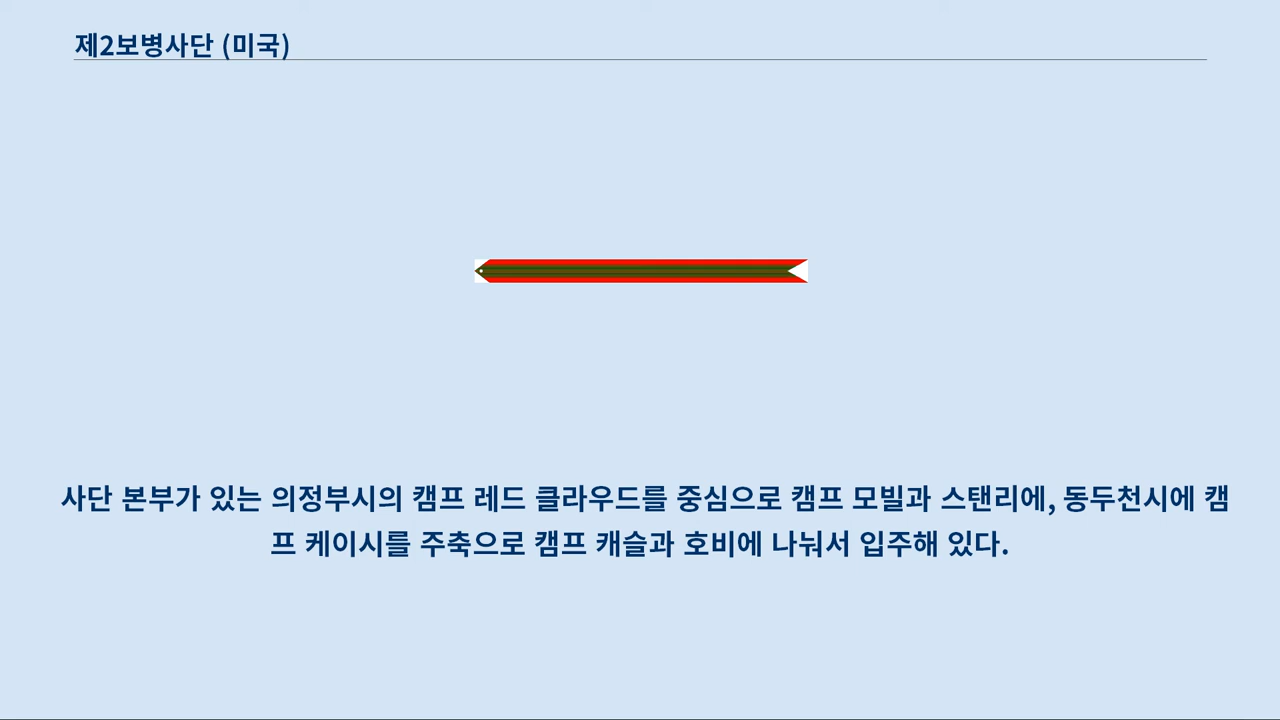 제2보병사단 (미국)
사단 본부가 있는 의정부시의 캠프 레드 클라우드를 중심으로 캠프 모빌과 스탠리에, 동두천시에 캠
프 케이시를 주축으로 캠프 캐슬과 호비에 나눠서 입주해 있다.